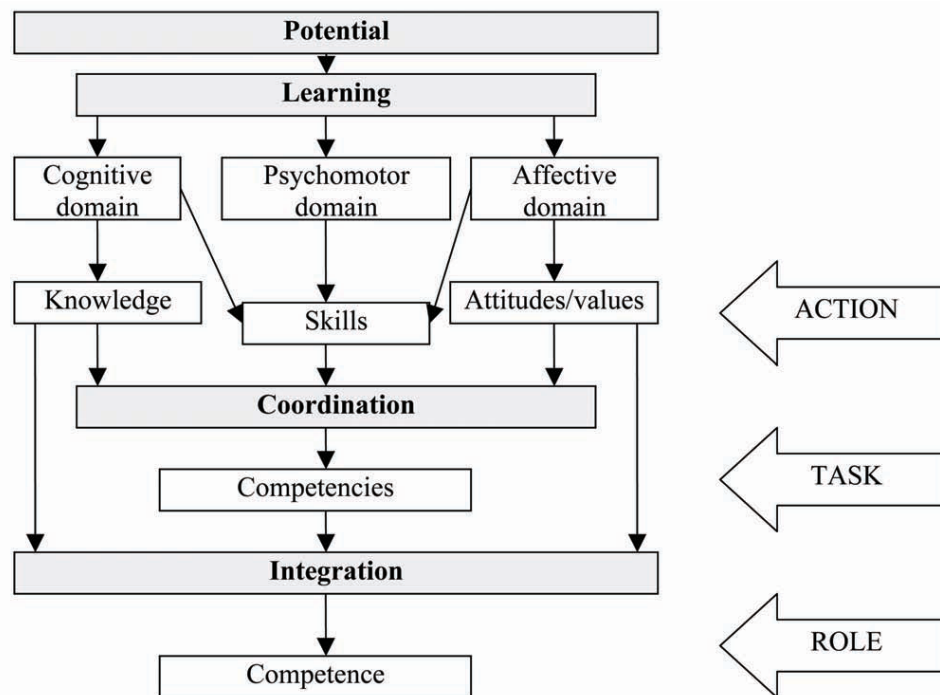 Potential
Learning
Cognitive
domain
Psychomotor
domain
Affective
domain
Knowledge
Skills
Attitudes/values
ACTION
Coordination
Competencies
TASK
Integration
Competence
ROLE